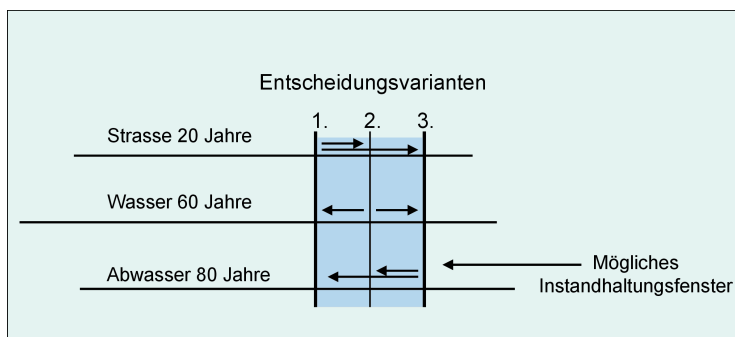 Entscheidungsvarianten
1. 2. 3.
Strasse 20 Jahre
Wasser 60 Jahre
Abwasser 80 Jahre
Mögliches
Instandhaltungsfenster